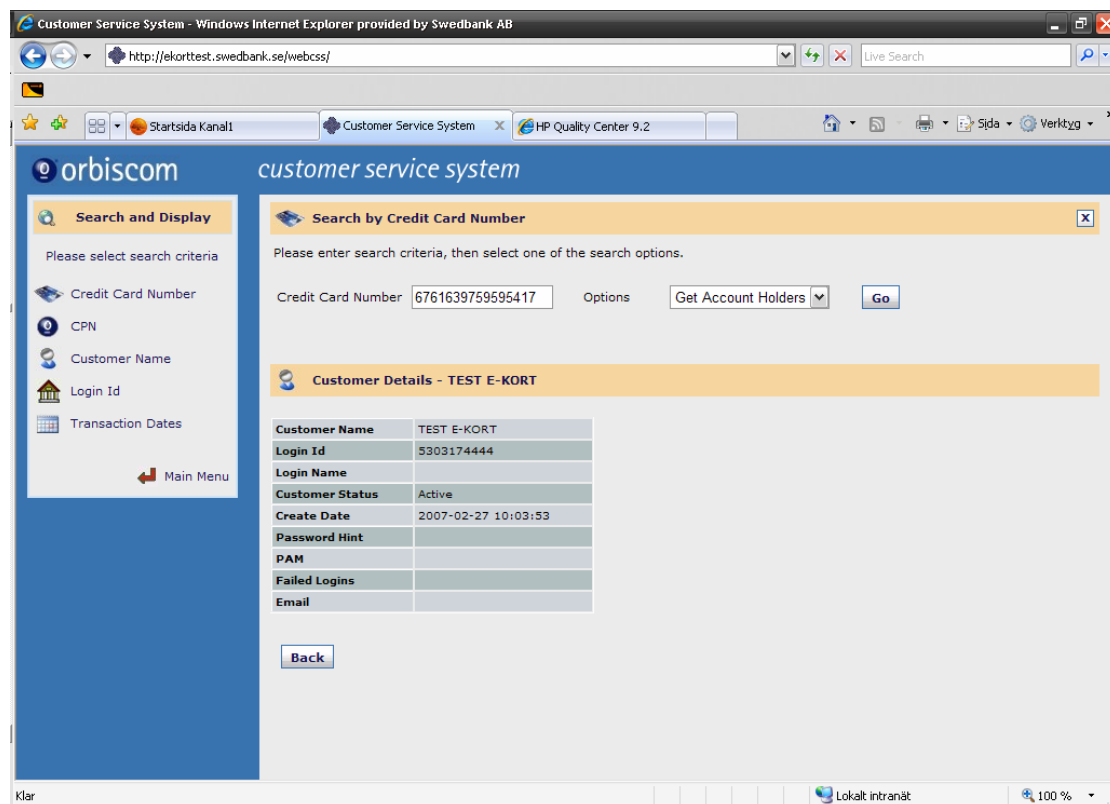 Customer Service System - Windows Internet Explorer provided by Swedbank AB
http://ekorttest.swedbank.se/webcss/
Live Search
Startsida Kanal1
Customer Service System
HP Quality Center 9.2
Sida
Verktyg
orbiscom
customer service system
Search and Display
Please select search criteria
Credit Card Number
CPN
Customer Name
Login Id
Transaction Dates
Main Menu
Search by Credit Card Number
Please enter search criteria, then select one of the search options.
Credit Card Number 6761639759595417 Options Get Account Holders Go
Customer Details - TEST E-KORT
Customer Name TEST E-KORT
Login Id 5303174444
Login Name
Customer Status Active
Create Date 2007-02-27 10:03:53
Password Hint
PAM
Failed Logins
Email
Back
Klar
Lokalt intranät
100 %